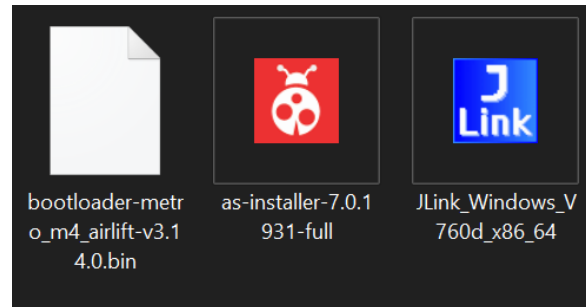 J
Link
bootloader-metr
o_m4_airlift-v3.1
4.0.bin
as-installer-7.0.1
931-full
JLink_Windows_V
760d_x86_64